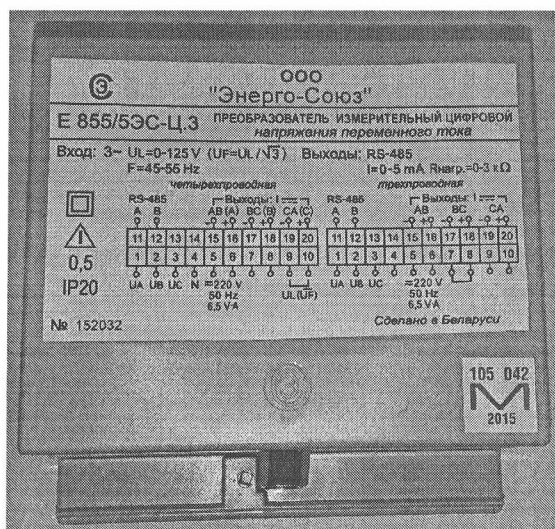 ООО
"Энерго-Союз"
Е 855/5ЭС-Ц.3 ПРЕОБРАЗОВАТЕЛЬ ИЗМЕРИТЕЛЬНЫЙ ЦИФРОВОЙ
напряжения переменного тока
Вход: 3~ UL=0-125 V (UF=UL/√3) Выходы: RS-485
F=45-55 Hz I=0-5 mA Rнагр.=0-3 kΩ
четырехпроводная трехпроводная
RS-485 Выходы: I RS-485 Выходы: I
A B AB (A) BC (B) CA (C) A B AB BC CA
-○ +○ -○ +○ -○ +○ -○ +○ -○ +○ -○ +○
11 12 13 14 15 16 17 18 19 20 11 12 13 14 15 16 17 18 19 20
1 2 3 4 5 6 7 8 9 10 1 2 3 4 5 6 7 8 9 10
UA UB UC N ≂220 V UL(UF) UA UB UC ≂220 V
50 Hz 50 Hz
6,5 V·A 6,5 V·A
0,5
IP20
№ 152032 Сделано в Беларуси
Э
105 042
2015